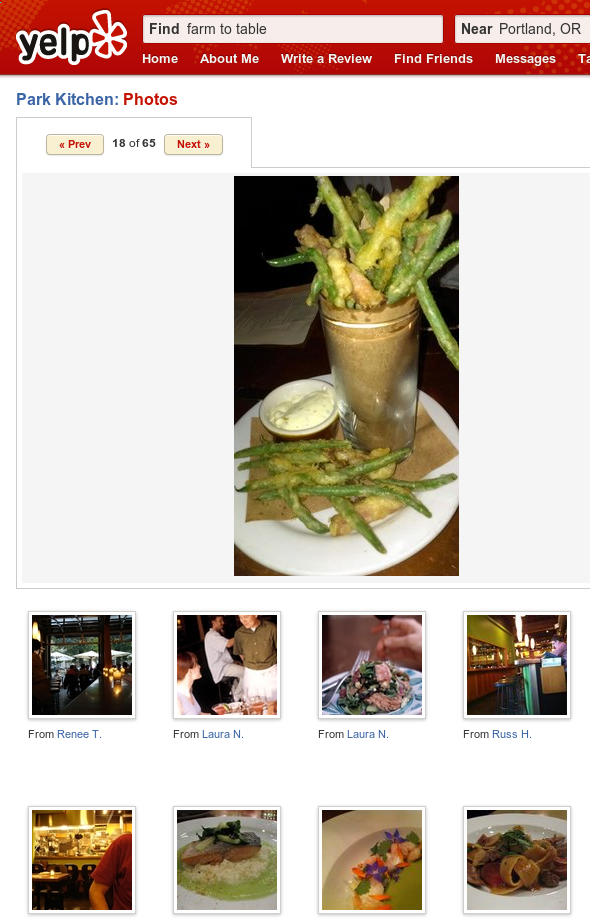 yelp
Find farm to table
Near Portland, OR
Home About Me Write a Review Find Friends Messages
Park Kitchen: Photos
« Prev 18 of 65 Next »
From Renee T. From Laura N. From Laura N. From Russ H.